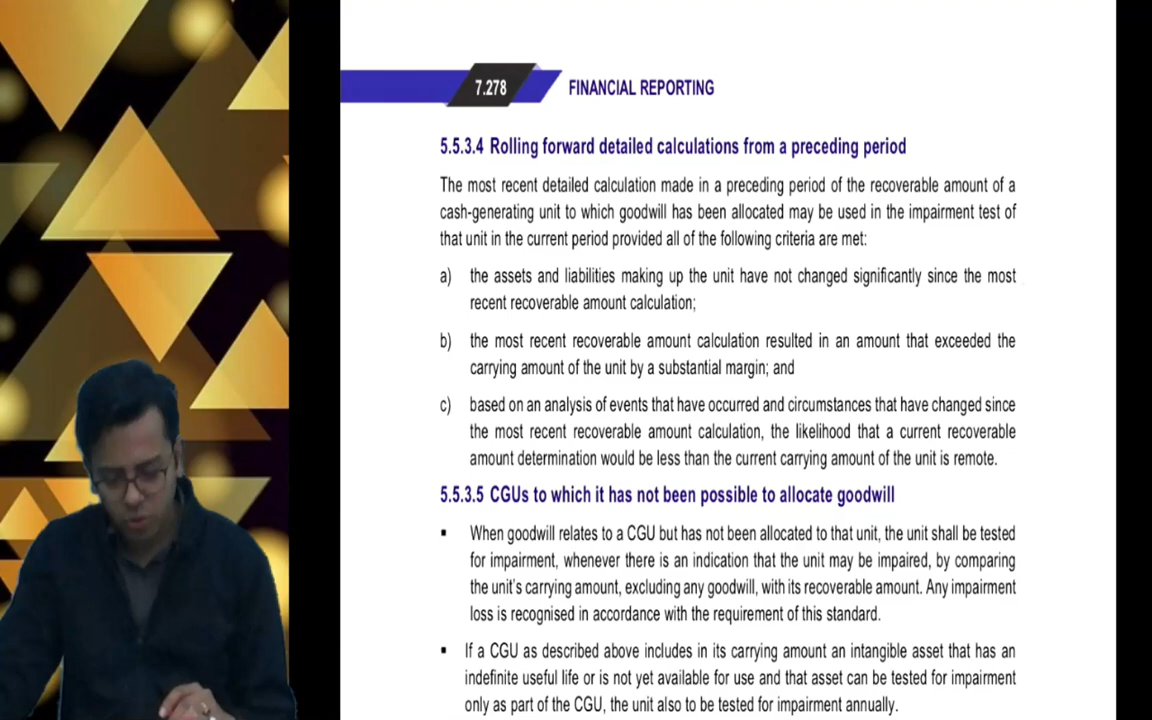 7.278 FINANCIAL REPORTING
5.5.3.4 Rolling forward detailed calculations from a preceding period
The most recent detailed calculation made in a preceding period of the recoverable amount of a
cash-generating unit to which goodwill has been allocated may be used in the impairment test of
that unit in the current period provided all of the following criteria are met:
a) the assets and liabilities making up the unit have not changed significantly since the most
recent recoverable amount calculation;
b) the most recent recoverable amount calculation resulted in an amount that exceeded the
carrying amount of the unit by a substantial margin; and
c) based on an analysis of events that have occurred and circumstances that have changed since
the most recent recoverable amount calculation, the likelihood that a current recoverable
amount determination would be less than the current carrying amount of the unit is remote.
5.5.3.5 CGUs to which it has not been possible to allocate goodwill
▪ When goodwill relates to a CGU but has not been allocated to that unit, the unit shall be tested
for impairment, whenever there is an indication that the unit may be impaired, by comparing
the unit's carrying amount, excluding any goodwill, with its recoverable amount. Any impairment
loss is recognised in accordance with the requirement of this standard.
▪ If a CGU as described above includes in its carrying amount an intangible asset that has an
indefinite useful life or is not yet available for use and that asset can be tested for impairment
only as part of the CGU, the unit also to be tested for impairment annually.